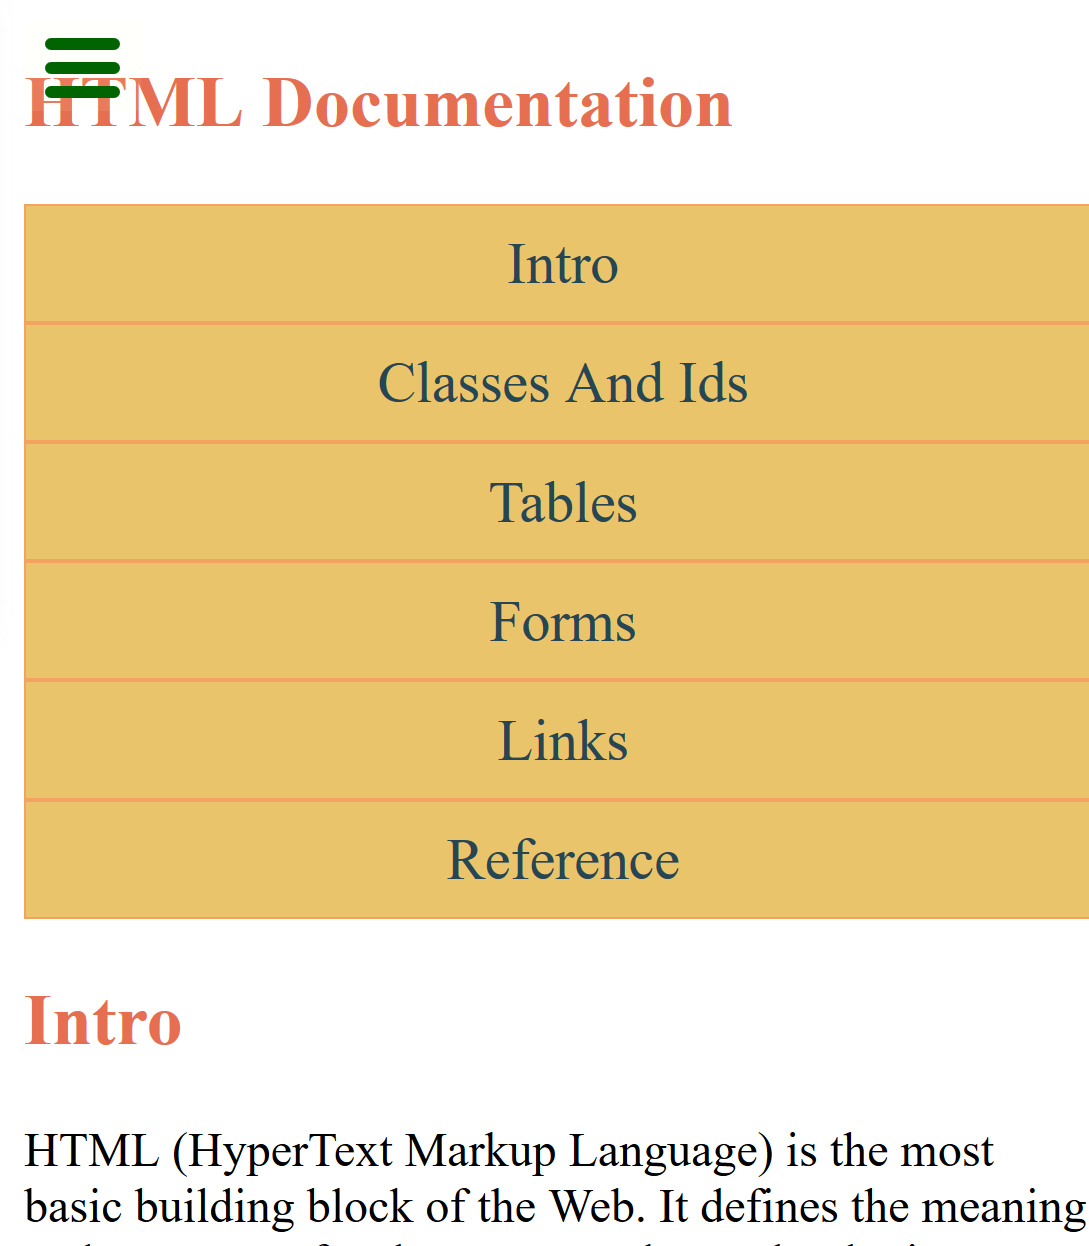 HTML Documentation
Intro
Classes And Ids
Tables
Forms
Links
Reference
Intro
HTML (HyperText Markup Language) is the most
basic building block of the Web. It defines the meaning